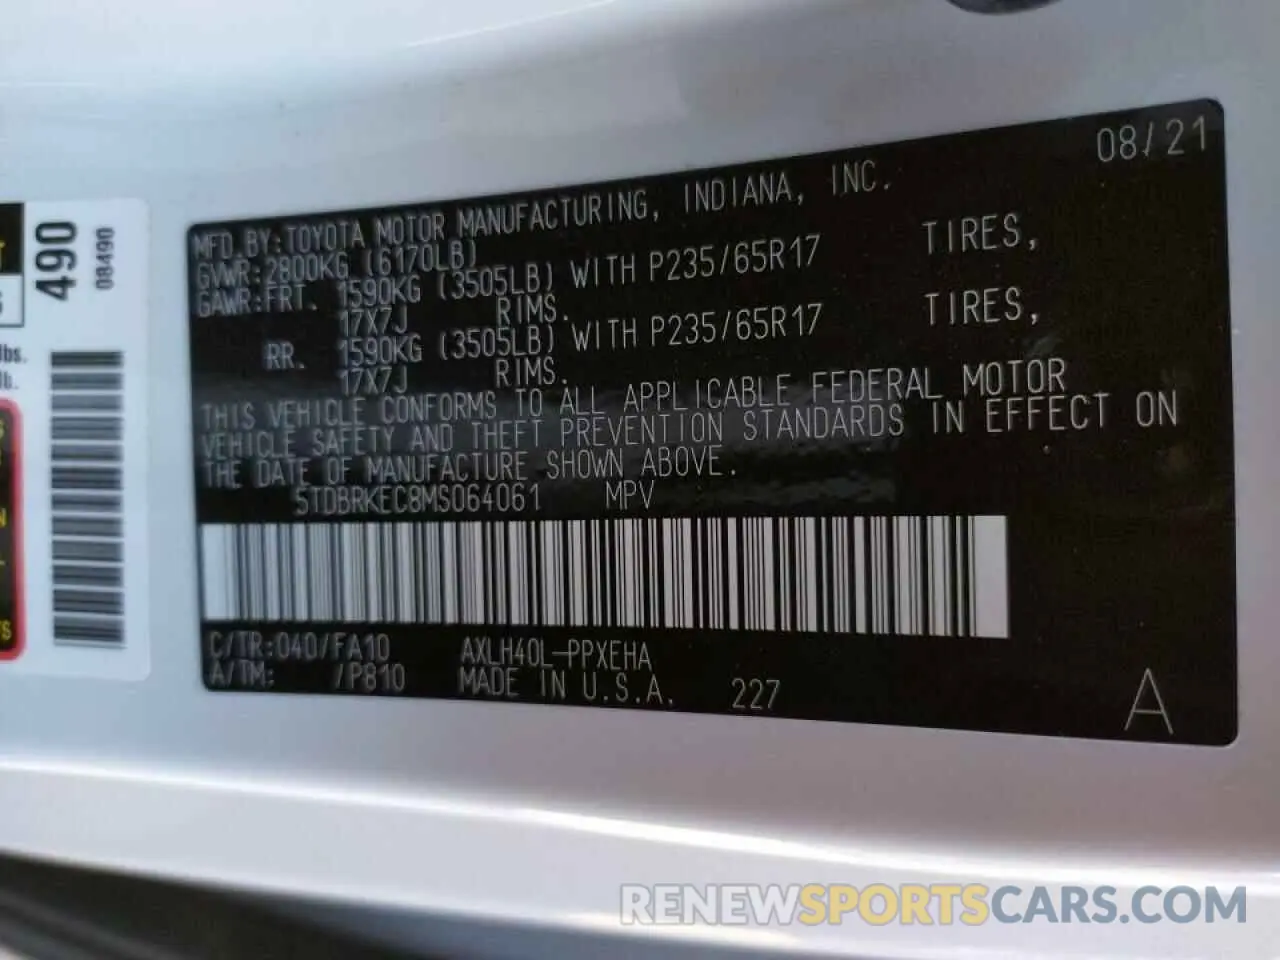 08/21
MFD.BY:TOYOTA MOTOR MANUFACTURING, INDIANA, INC.
GVWR:2800KG (6170LB)
GAWR:FRT. 1590KG (3505LB) WITH P235/65R17 TIRES,
17X7J RIMS.
RR. 1590KG (3505LB) WITH P235/65R17 TIRES,
17X7J RIMS.
THIS VEHICLE CONFORMS TO ALL APPLICABLE FEDERAL MOTOR
VEHICLE SAFETY AND THEFT PREVENTION STANDARDS IN EFFECT ON
THE DATE OF MANUFACTURE SHOWN ABOVE.
5TDBRKEC8MS064061 MPV
C/TR:040/FA10 AXLH40L-PPXEHA
A/TM: /P810 MADE IN U.S.A. 227
A
490
08490
lbs.
lb.
RENEWSPORTSCARS.COM